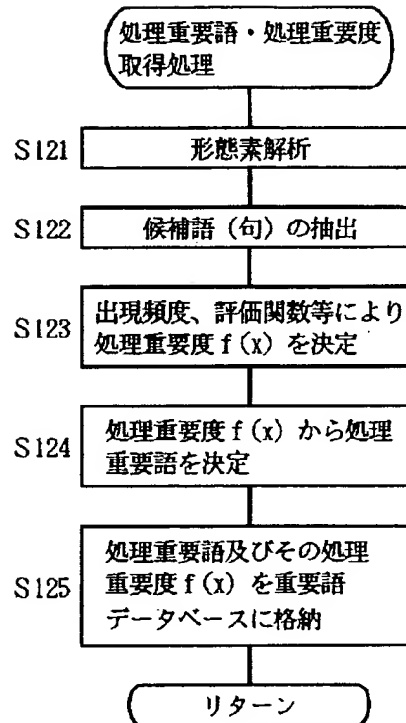 処理重要語・処理重要度
取得処理
S121
形態素解析
S122
候補語（句）の抽出
S123
出現頻度、評価関数等により
処理重要度 f (x) を決定
S124
処理重要度 f (x) から処理
重要語を決定
S125
処理重要語及びその処理
重要度 f (x) を重要語
データベースに格納
リターン